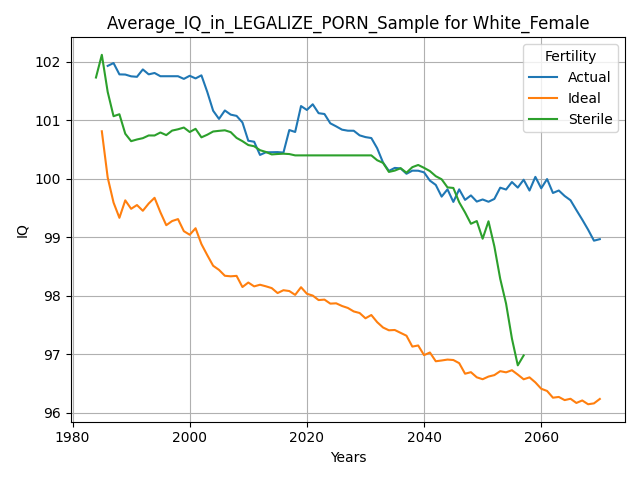 Average_IQ_in_LEGALIZE_PORN_Sample for White_Female
Fertility
Actual
Ideal
Sterile
IQ
102
101
100
99
98
97
96
1980
2000
2020
2040
2060
Years